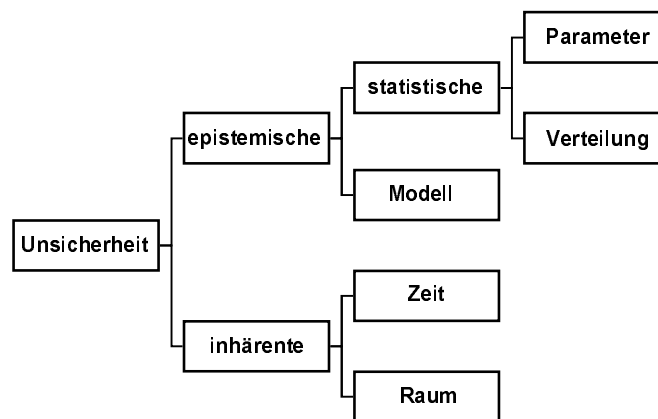 Parameter
statistische
epistemische
Verteilung
Modell
Unsicherheit
Zeit
inhärente
Raum